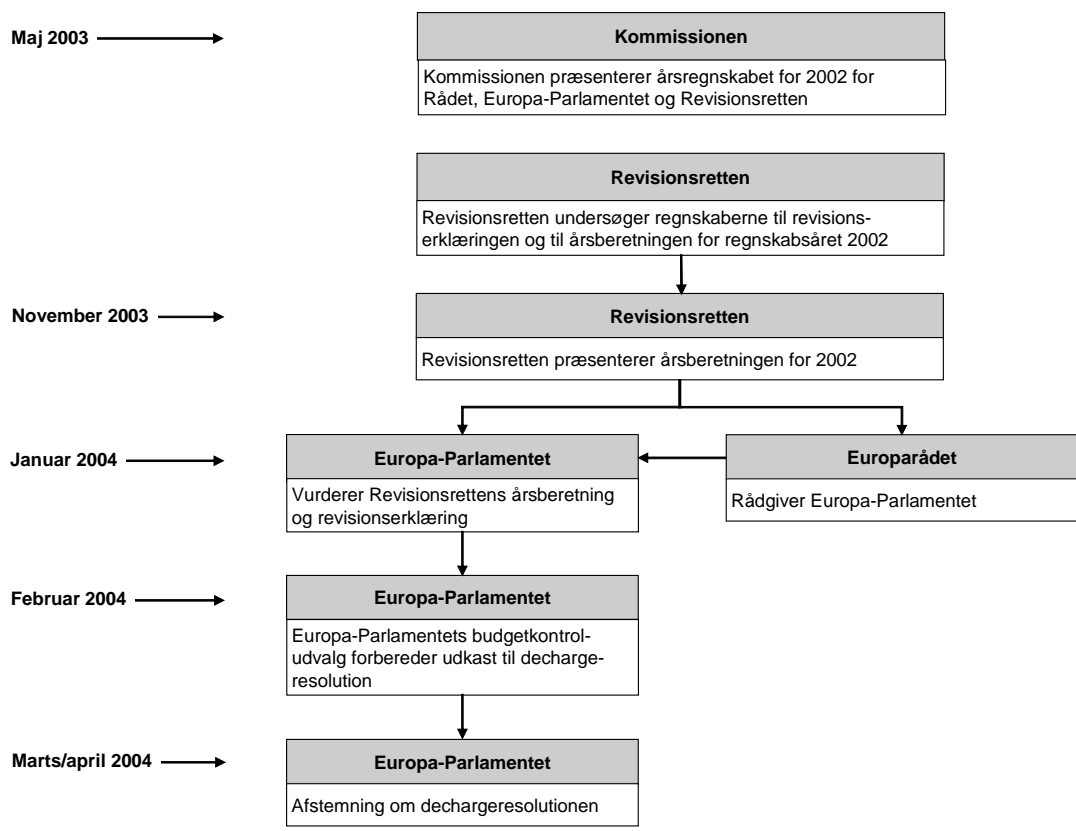 Maj 2003
Kommissionen
Kommissionen præsenterer årsregnskabet for 2002 for
Rådet, Europa-Parlamentet og Revisionsretten
Revisionsretten
Revisionsretten undersøger regnskaberne til revisions-
erklæringen og til årsberetningen for regnskabsåret 2002
November 2003
Revisionsretten
Revisionsretten præsenterer årsberetningen for 2002
Januar 2004
Europa-Parlamentet
Vurderer Revisionsrettens årsberetning
og revisionserklæring
Europarådet
Rådgiver Europa-Parlamentet
Februar 2004
Europa-Parlamentet
Europa-Parlamentets budgetkontrol-
udvalg forbereder udkast til decharge-
resolution
Marts/april 2004
Europa-Parlamentet
Afstemning om dechargeresolutionen